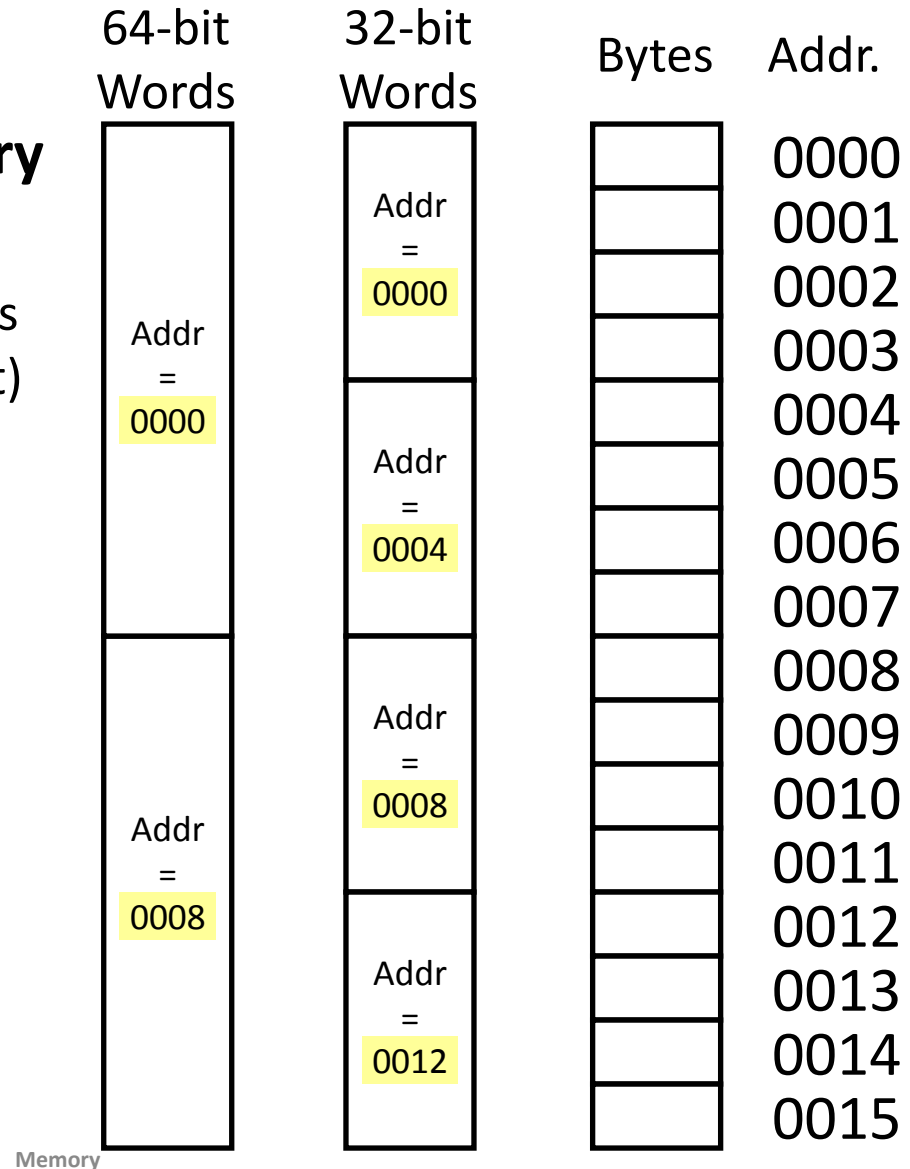 64-bit
Words
32-bit
Words
Bytes
Addr.
ry
s
t)
Addr
=
0000
Addr
=
0008
Addr
=
0000
Addr
=
0004
Addr
=
0008
Addr
=
0012
0000
0001
0002
0003
0004
0005
0006
0007
0008
0009
0010
0011
0012
0013
0014
0015
Memory